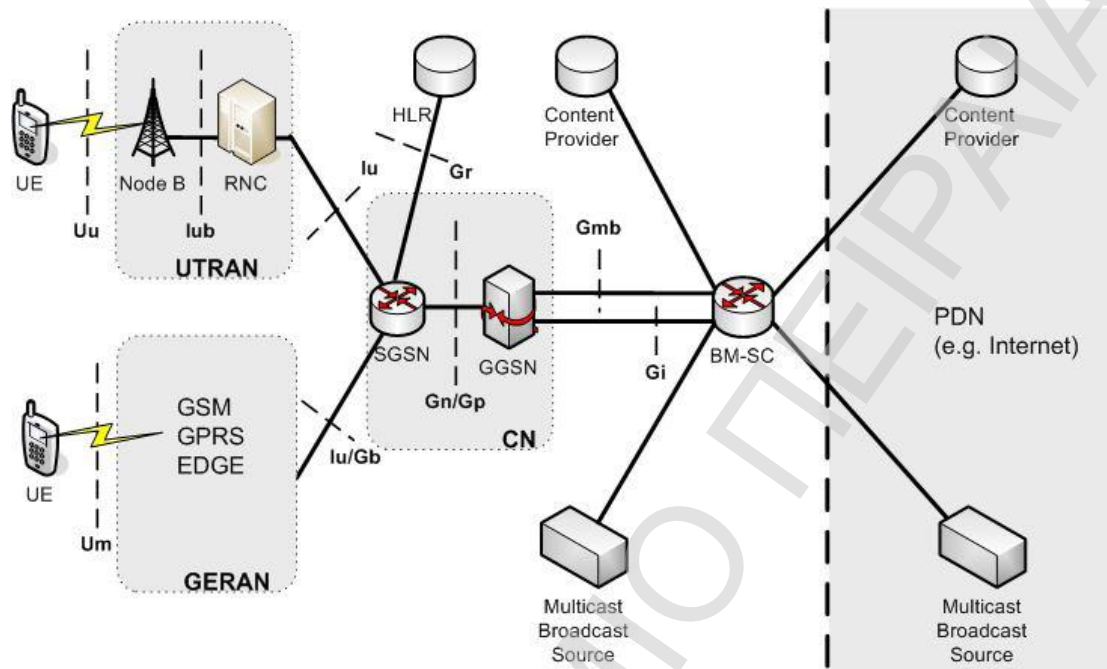 UE
Node B
RNC
Uu
Iub
UTRAN
HLR
Iu
Gr
Content
Provider
Content
Provider
SGSN
GGSN
Gn/Gp
CN
Gmb
Gi
BM-SC
PDN
(e.g. Internet)
UE
GSM
GPRS
EDGE
Um
Iu/Gb
GERAN
Multicast
Broadcast
Source
Multicast
Broadcast
Source
ΜΙΟ ΠΕΙΡΑΙΑ